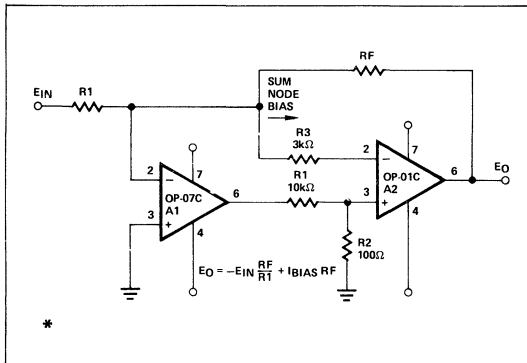 RF
EIN
R1
SUM
NODE
BIAS
R3
3kΩ
7
2
−
OP-07C
A1
3
+
4
6
R1
10kΩ
7
2
−
OP-01C
A2
3
+
4
6
EO
R2
100Ω
EO = −EIN RF/R1 + IBIAS RF
*